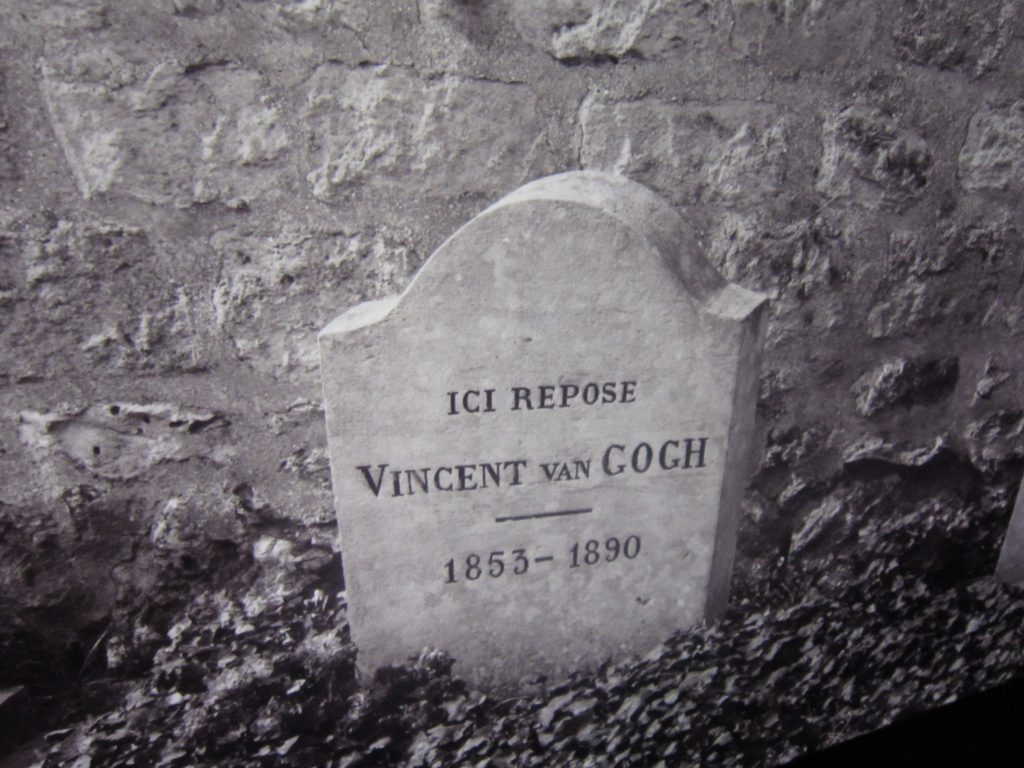 ICI REPOSE
VINCENT VAN GOGH
1853-1890